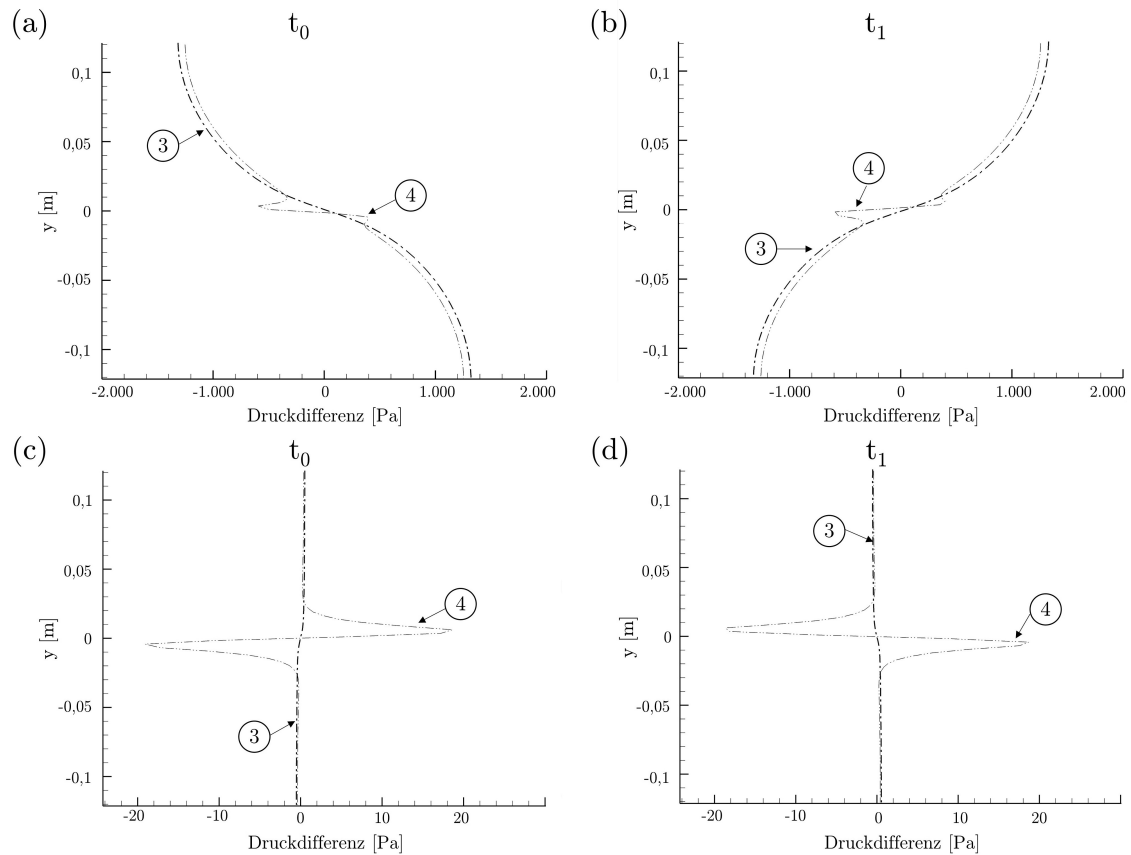 (a)
t0
0,1
0,05
0
-0,05
-0,1
y [m]
3
4
-2.000 -1.000 0 1.000 2.000
Druckdifferenz [Pa]
(b)
t1
0,1
0,05
0
-0,05
-0,1
y [m]
4
3
-2.000 -1.000 0 1.000 2.000
Druckdifferenz [Pa]
(c)
t0
0,1
0,05
0
-0,05
-0,1
y [m]
4
3
-20 -10 0 10 20
Druckdifferenz [Pa]
(d)
t1
0,1
0,05
0
-0,05
-0,1
y [m]
3
4
-20 -10 0 10 20
Druckdifferenz [Pa]